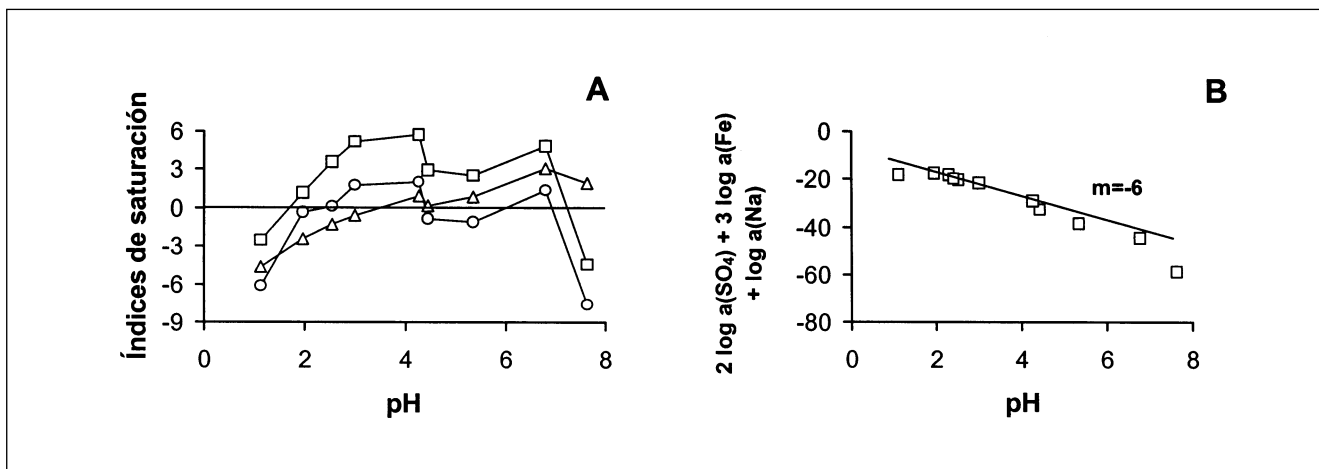 A
Índices de saturación
6
3
0
-3
-6
-9
0 2 4 6 8
pH
B
2 log a(SO₄) + 3 log a(Fe)
+ log a(Na)
0
-20
-40
-60
-80
m=-6
0 2 4 6 8
pH